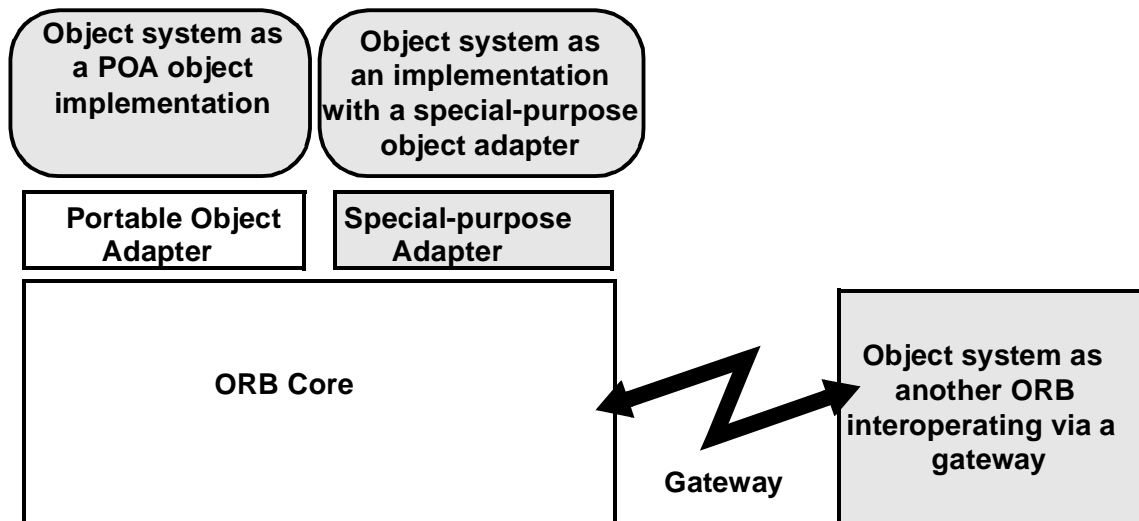 Object system as
a POA object
implementation
Object system as
an implementation
with a special-purpose
object adapter
Portable Object
Adapter
Special-purpose
Adapter
ORB Core
Gateway
Object system as
another ORB
interoperating via a
gateway